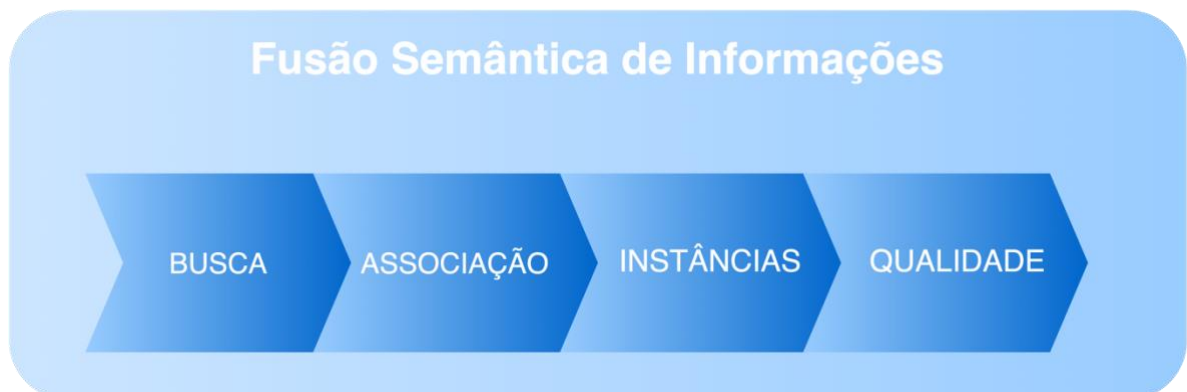 Fusão Semântica de Informações
BUSCA
ASSOCIAÇÃO
INSTÂNCIAS
QUALIDADE